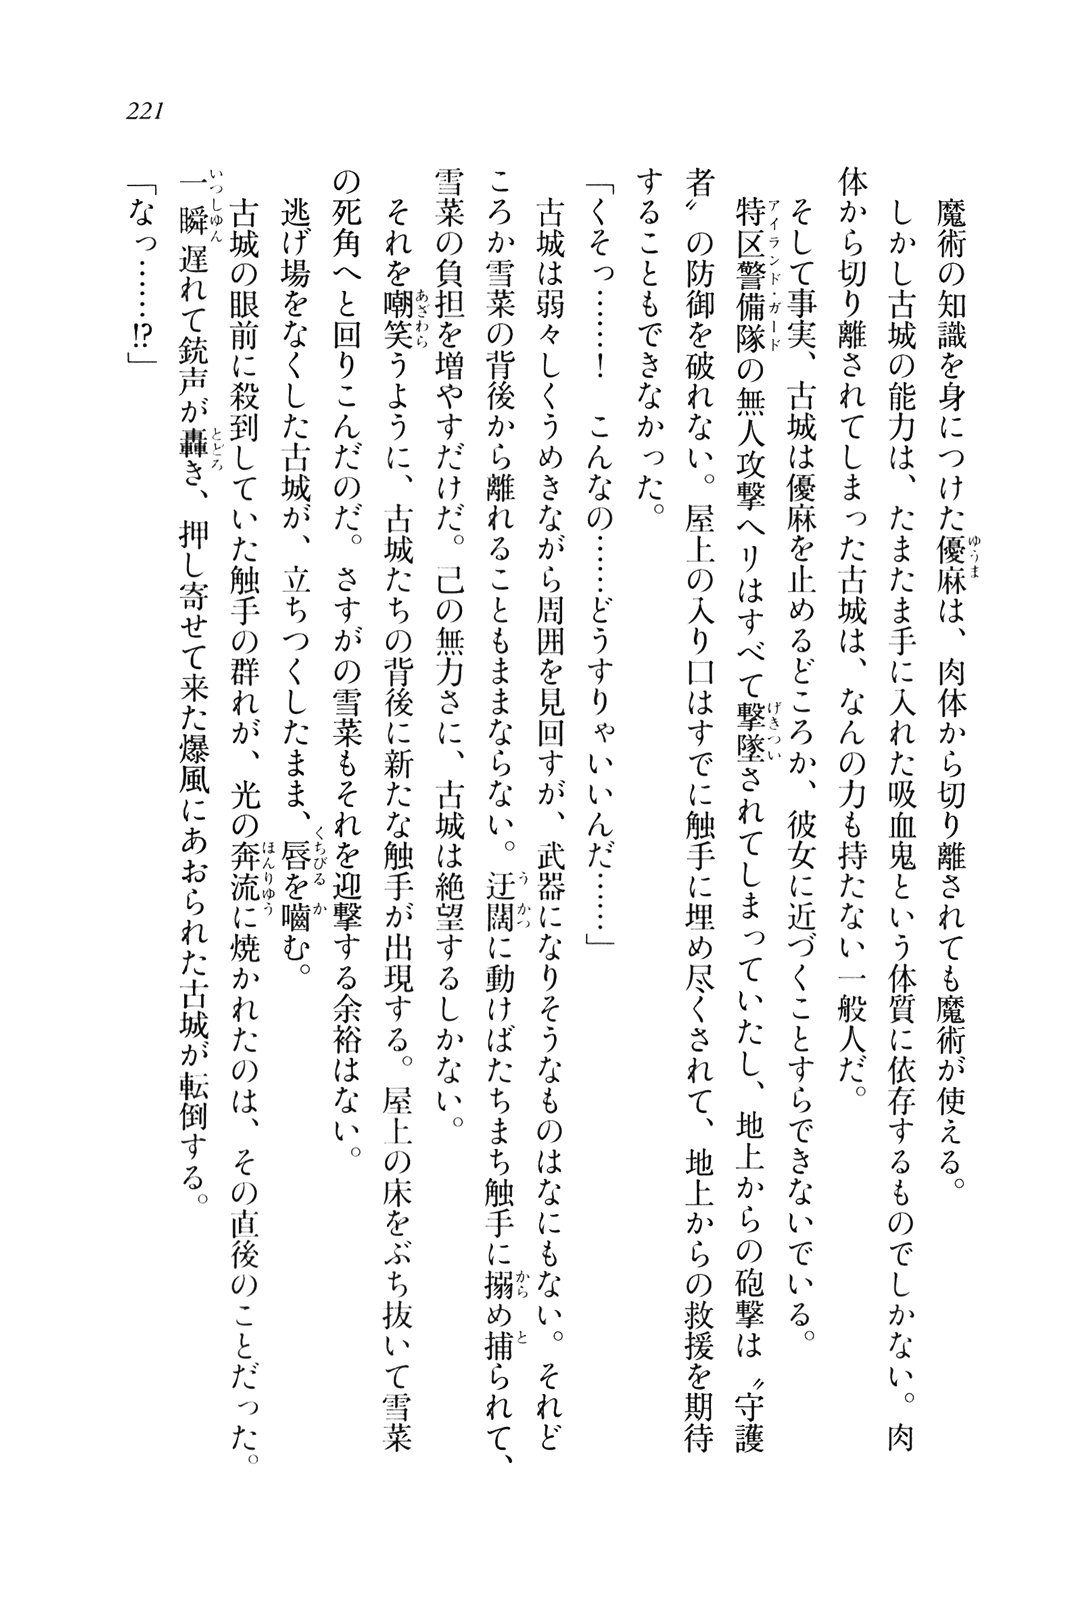 221
魔術の知識を身につけた優麻は、肉体から切り離されても魔術が使える。
しかし古城の能力は、たまたま手に入れた吸血鬼という体質に依存するものでしかない。肉
体から切り離されてしまった古城は、なんの力も持たない一般人だ。
そして事実、古城は優麻を止めるどころか、彼女に近づくことすらできないでいる。
特区警備隊の無人攻撃ヘリはすべて撃墜されてしまっていたし、地上からの砲撃は〝守護
者〟の防御を破れない。屋上の入り口はすでに触手に埋め尽くされて、地上からの救援を期待
することもできなかった。
「くそっ……！　こんなの……どうすりゃいいんだ……」
古城は弱々しくうめきながら周囲を見回すが、武器になりそうなものはなにもない。それど
ころか雪菜の背後から離れることもままならない。迂闊に動けばたちまち触手に搦め捕られて、
雪菜の負担を増やすだけだ。己の無力さに、古城は絶望するしかない。
それを嘲笑うように、古城たちの背後に新たな触手が出現する。屋上の床をぶち抜いて雪菜
の死角へと回りこんだのだ。さすがの雪菜もそれを迎撃する余裕はない。
逃げ場をなくした古城が、立ちつくしたまま、唇を嚙む。
古城の眼前に殺到していた触手の群れが、光の奔流に焼かれたのは、その直後のことだった。
一瞬遅れて銃声が轟き、押し寄せて来た爆風にあおられた古城が転倒する。
「なっ……⁉」